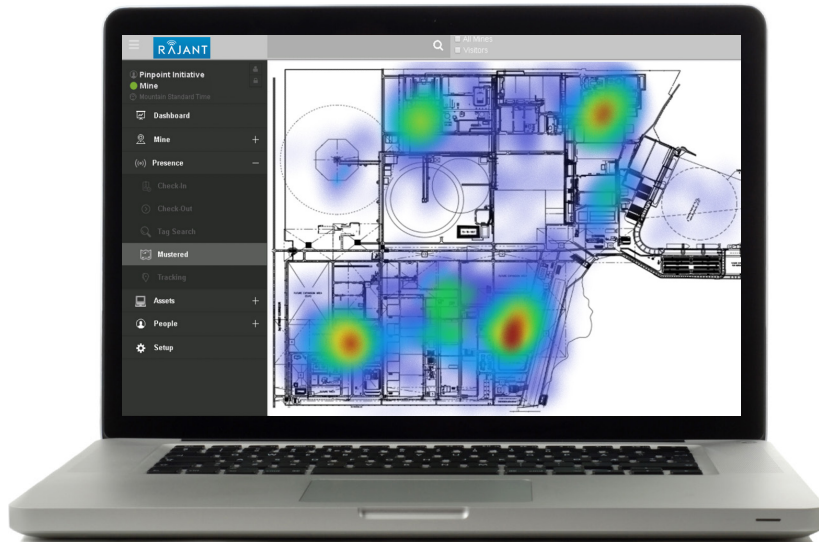 RAJANT
All Mines
Visitors
Pinpoint Initiative
Mine
Mountain Standard Time
Dashboard
Mine +
Presence −
Check-In
Check-Out
Tag Search
Mustered
Tracking
Assets +
People +
Setup